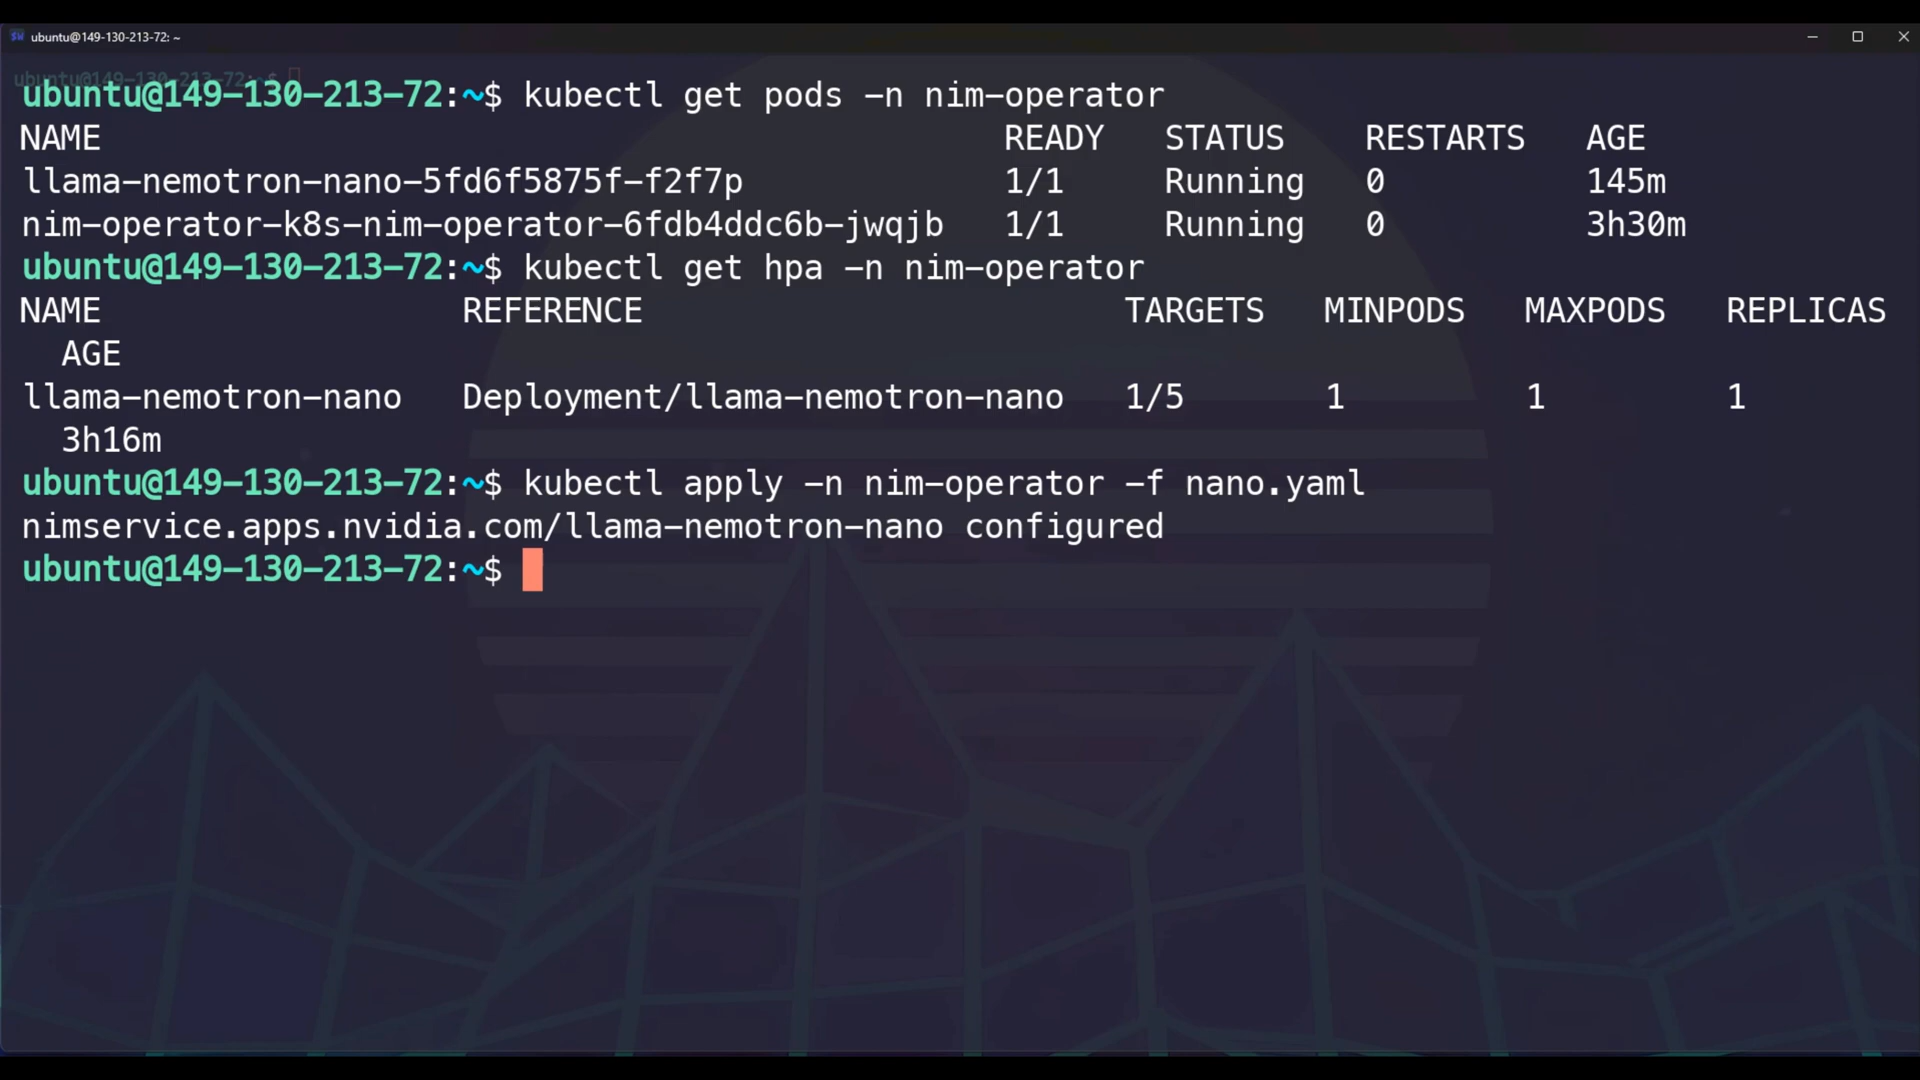 ubuntu@149-130-213-72: ~
ubuntu@149-130-213-72:~$
ubuntu@149-130-213-72:~$ kubectl get pods -n nim-operator
NAME READY STATUS RESTARTS AGE
llama-nemotron-nano-5fd6f5875f-f2f7p 1/1 Running 0 145m
nim-operator-k8s-nim-operator-6fdb4ddc6b-jwqjb 1/1 Running 0 3h30m
ubuntu@149-130-213-72:~$ kubectl get hpa -n nim-operator
NAME REFERENCE TARGETS MINPODS MAXPODS REPLICAS
AGE
llama-nemotron-nano Deployment/llama-nemotron-nano 1/5 1 1 1
3h16m
ubuntu@149-130-213-72:~$ kubectl apply -n nim-operator -f nano.yaml
nimservice.apps.nvidia.com/llama-nemotron-nano configured
ubuntu@149-130-213-72:~$